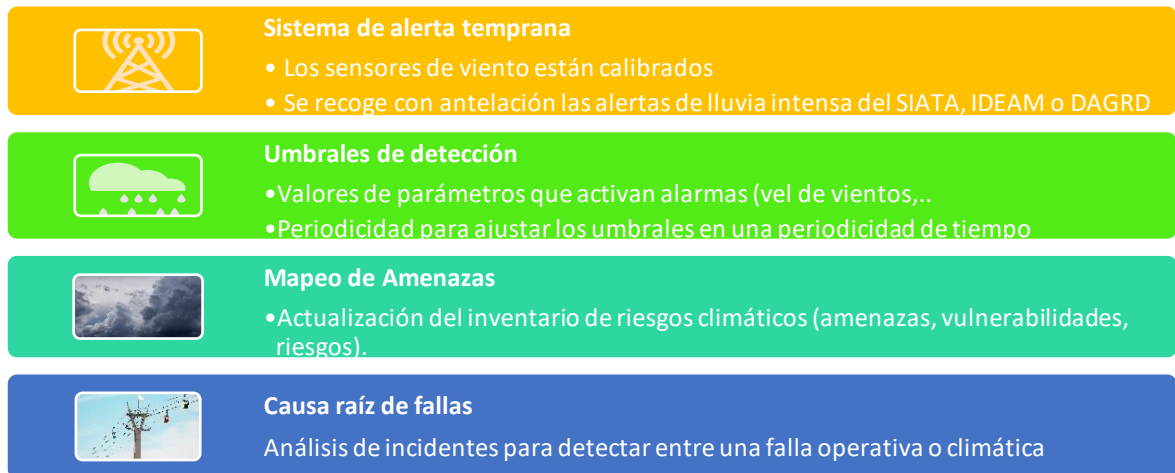 Sistema de alerta temprana
• Los sensores de viento están calibrados
• Se recoge con antelación las alertas de lluvia intensa del SIATA, IDEAM o DAGRD
Umbrales de detección
•Valores de parámetros que activan alarmas (vel de vientos,..
•Periodicidad para ajustar los umbrales en una periodicidad de tiempo
Mapeo de Amenazas
•Actualización del inventario de riesgos climáticos (amenazas, vulnerabilidades,
riesgos).
Causa raíz de fallas
Análisis de incidentes para detectar entre una falla operativa o climática